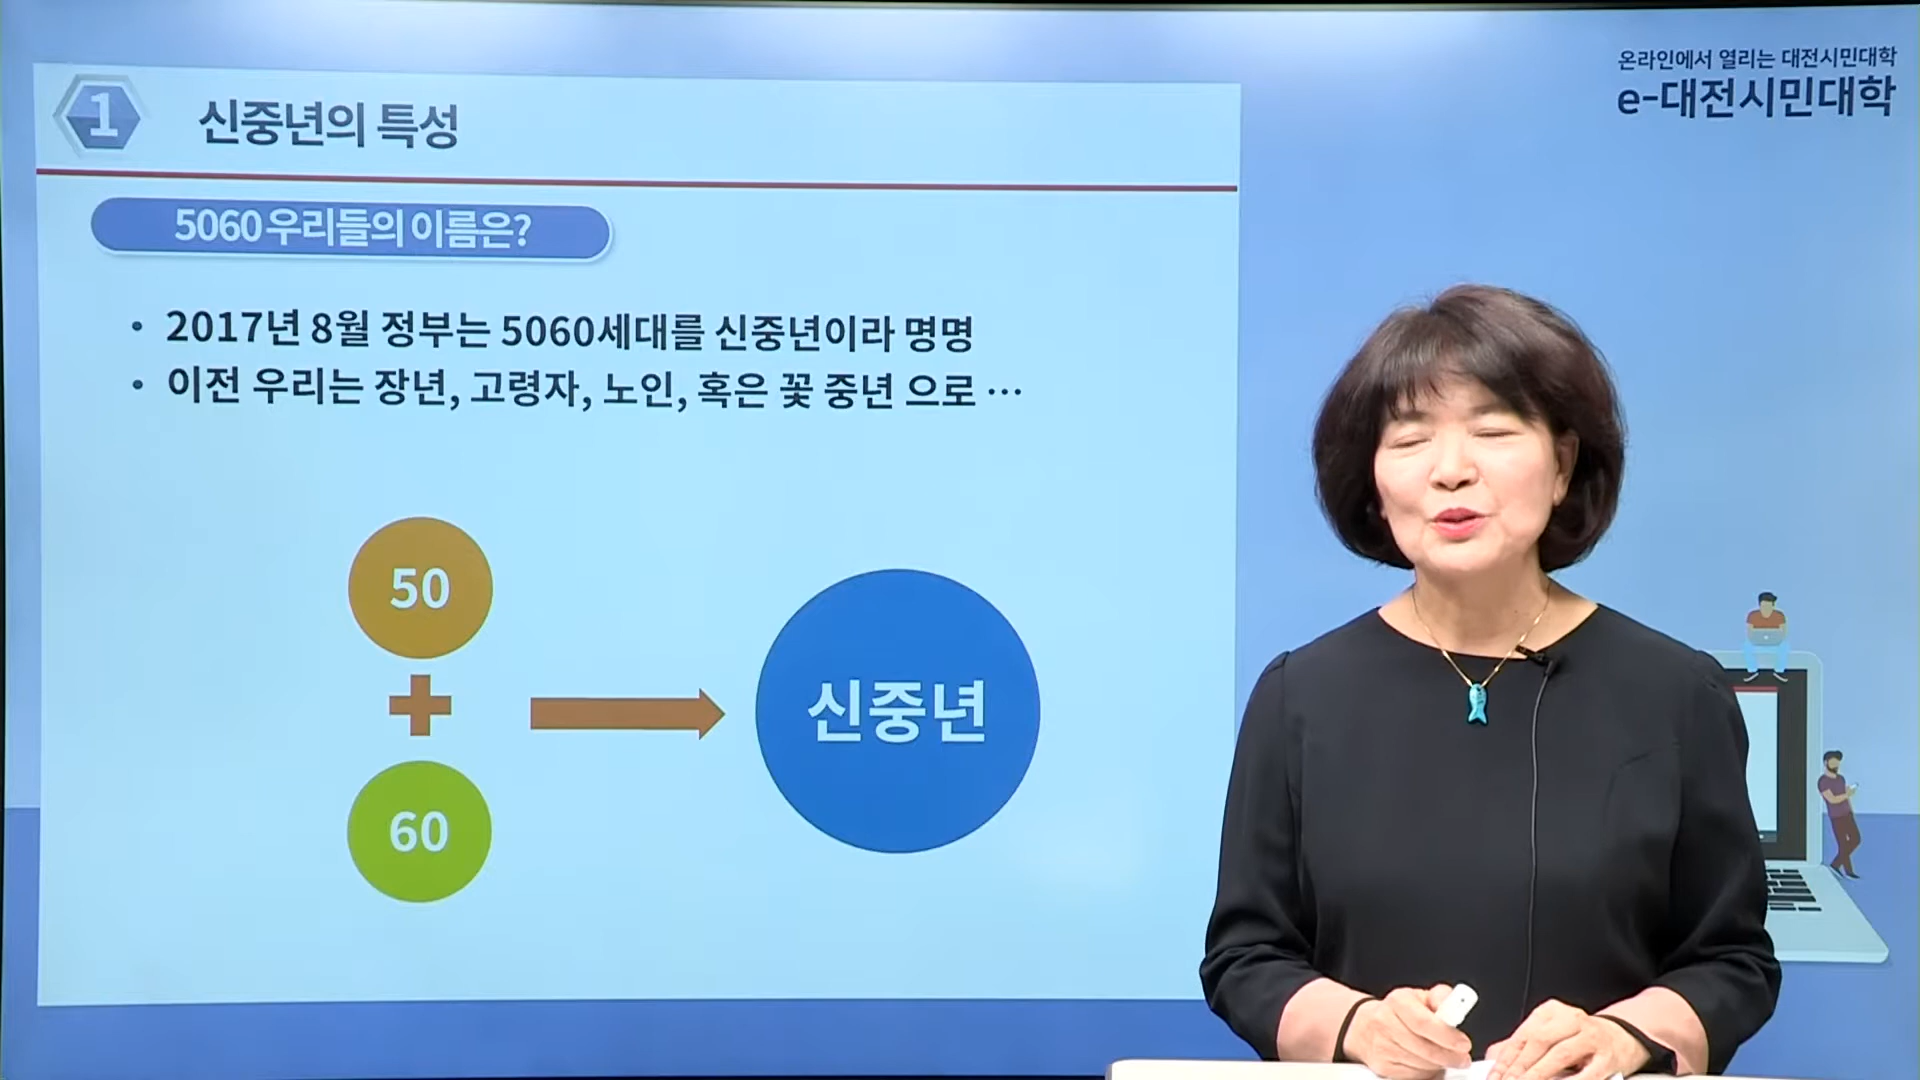 온라인에서 열리는 대전시민대학
e-대전시민대학
1 신중년의 특성
5060 우리들의 이름은?
• 2017년 8월 정부는 5060세대를 신중년이라 명명
• 이전 우리는 장년, 고령자, 노인, 혹은 꽃 중년 으로 …
50
+
60
신중년